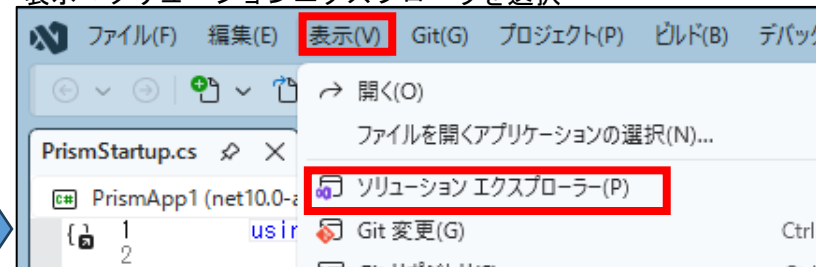 表示→ソリューションエクスプローラを選択
ファイル(F) 編集(E) 表示(V) Git(G) プロジェクト(P) ビルド(B) デバッグ
開く(O)
ファイルを開くアプリケーションの選択(N)...
PrismStartup.cs
ソリューション エクスプローラー(P)
C# PrismApp1 (net10.0-a
{ 1 usin
Git 変更(G) Ctrl
2